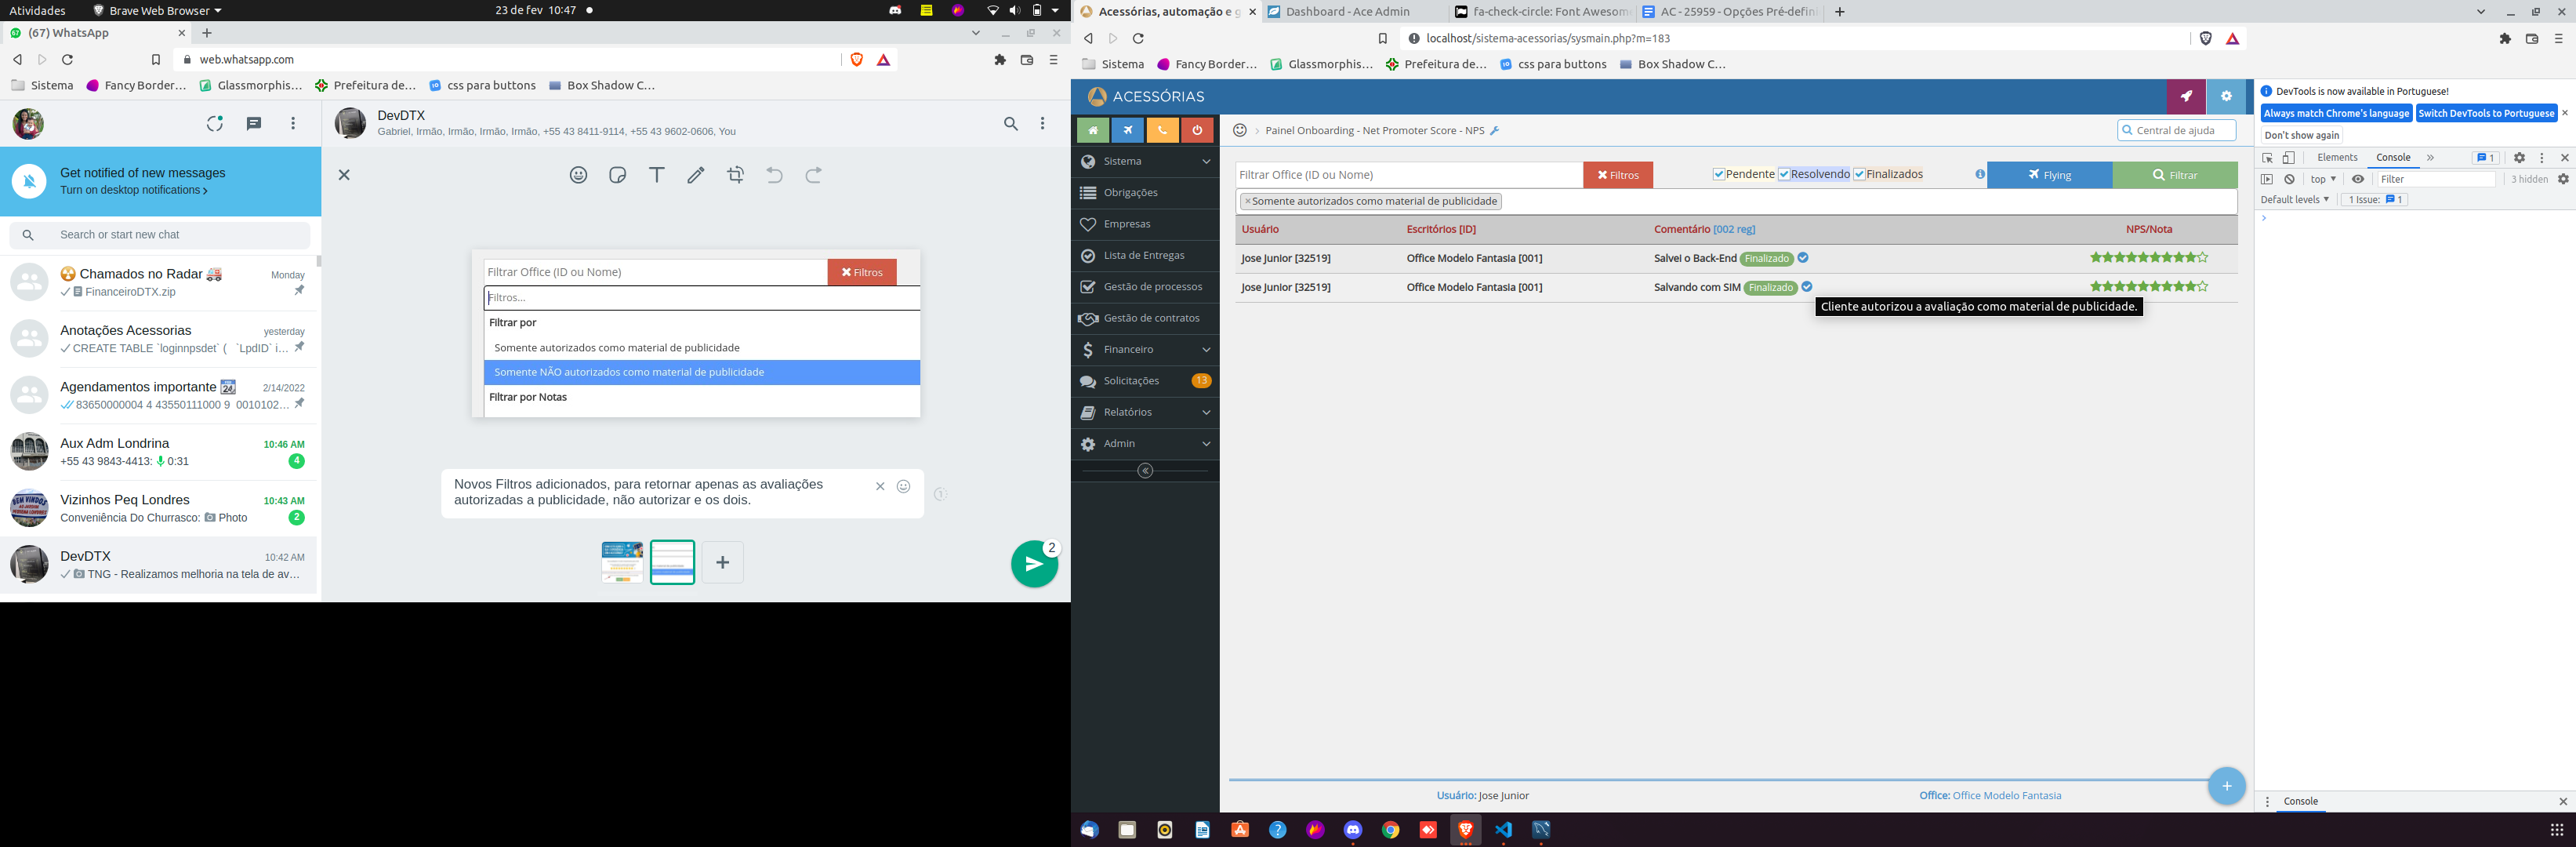 Atividades
Brave Web Browser
23 de fev 10:47
(67) WhatsApp
web.whatsapp.com
Sistema
Fancy Border…
Glassmorphis…
Prefeitura de…
css para buttons
Box Shadow C…
DevDTX
Gabriel, Irmão, Irmão, Irmão, Irmão, +55 43 8411-9114, +55 43 9602-0606, You
Get notified of new messages
Turn on desktop notifications
Search or start new chat
Chamados no Radar
Monday
FinanceiroDTX.zip
Anotações Acessorias
yesterday
CREATE TABLE `loginnpsdet` ( `LpdID` i…
Agendamentos importante
2/14/2022
83650000004 4 43550111000 9 0010102…
Aux Adm Londrina
10:46 AM
+55 43 9843-4413: 0:31
4
Vizinhos Peq Londres
10:43 AM
Conveniência Do Churrasco: Photo
2
DevDTX
10:42 AM
TNG - Realizamos melhoria na tela de av…
Filtrar Office (ID ou Nome)
Filtros
Filtros...
Filtrar por
Somente autorizados como material de publicidade
Somente NÃO autorizados como material de publicidade
Filtrar por Notas
Novos Filtros adicionados, para retornar apenas as avaliações
autorizadas a publicidade, não autorizar e os dois.
1
2
Acessórias, automação e g
Dashboard - Ace Admin
fa-check-circle: Font Awesom
AC - 25959 - Opções Pré-defini
localhost/sistema-acessorias/sysmain.php?m=183
Sistema
Fancy Border…
Glassmorphis…
Prefeitura de…
css para buttons
Box Shadow C…
ACESSÓRIAS
Sistema
Obrigações
Empresas
Lista de Entregas
Gestão de processos
Gestão de contratos
Financeiro
Solicitações
13
Relatórios
Admin
Painel Onboarding - Net Promoter Score - NPS
Central de ajuda
Filtrar Office (ID ou Nome)
Filtros
Pendente
Resolvendo
Finalizados
Flying
Filtrar
×Somente autorizados como material de publicidade
Usuário
Escritórios [ID]
Comentário [002 reg]
NPS/Nota
Jose Junior [32519]
Office Modelo Fantasia [001]
Salvei o Back-End Finalizado
Jose Junior [32519]
Office Modelo Fantasia [001]
Salvando com SIM Finalizado
Cliente autorizou a avaliação como material de publicidade.
Usuário: Jose Junior
Office: Office Modelo Fantasia
DevTools is now available in Portuguese!
Always match Chrome's language
Switch DevTools to Portuguese
Don't show again
Elements
Console
1
top
Filter
3 hidden
Default levels
1 Issue:
1
Console